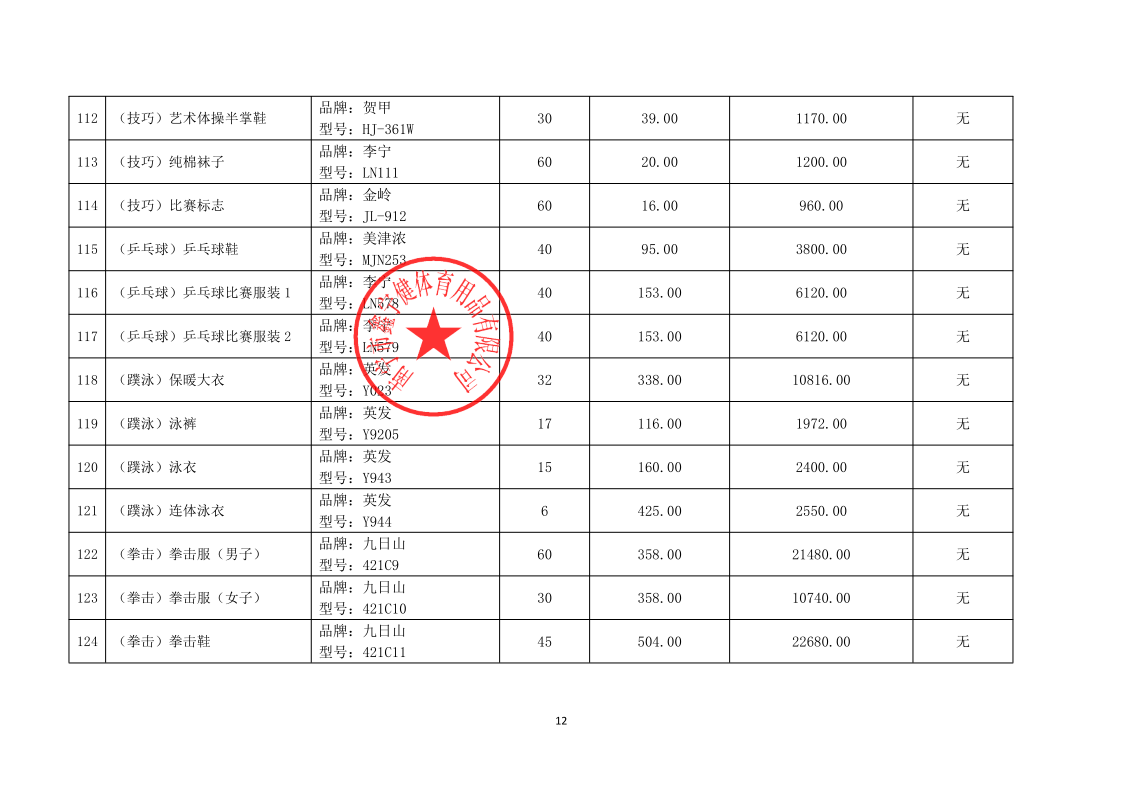 112 （技巧）艺术体操半掌鞋 品牌：贺甲 30 39.00 1170.00 无
型号：HJ-361W
113 （技巧）纯棉袜子 品牌：李宁 60 20.00 1200.00 无
型号：LN111
114 （技巧）比赛标志 品牌：金岭 60 16.00 960.00 无
型号：JL-912
115 （乒乓球）乒乓球鞋 品牌：美津浓 40 95.00 3800.00 无
型号：MJN253
116 （乒乓球）乒乓球比赛服装 1 品牌：李宁 40 153.00 6120.00 无
型号：LN578
117 （乒乓球）乒乓球比赛服装 2 品牌：李宁 40 153.00 6120.00 无
型号：LN579
118 （蹼泳）保暖大衣 品牌：英发 32 338.00 10816.00 无
型号：Y023
119 （蹼泳）泳裤 品牌：英发 17 116.00 1972.00 无
型号：Y9205
120 （蹼泳）泳衣 品牌：英发 15 160.00 2400.00 无
型号：Y943
121 （蹼泳）连体泳衣 品牌：英发 6 425.00 2550.00 无
型号：Y944
122 （拳击）拳击服（男子） 品牌：九日山 60 358.00 21480.00 无
型号：421C9
123 （拳击）拳击服（女子） 品牌：九日山 30 358.00 10740.00 无
型号：421C10
124 （拳击）拳击鞋 品牌：九日山 45 504.00 22680.00 无
型号：421C11
健体育用品有限公司
12